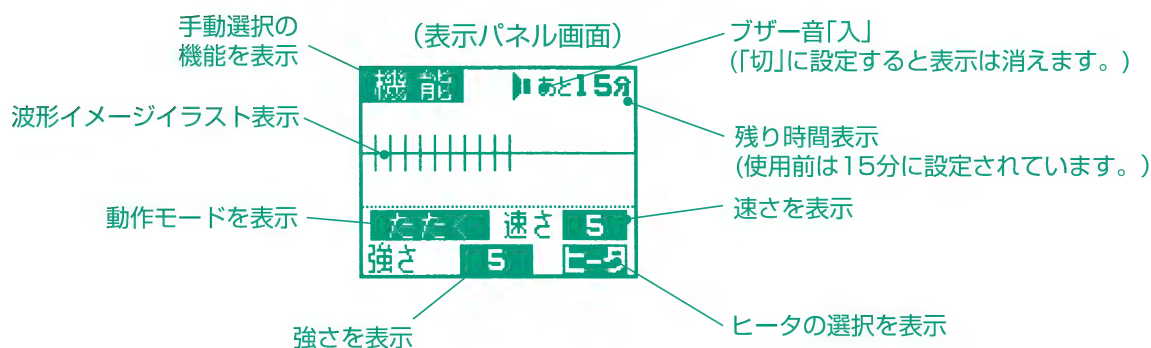 手動選択の
機能を表示
(表示パネル画面)
ブザー音「入」
(「切」に設定すると表示は消えます。)
機能
あと15分
波形イメージイラスト表示
残り時間表示
(使用前は15分に設定されています。)
動作モードを表示
たたく 速さ 5
速さを表示
強さ 5 ヒータ
強さを表示
ヒータの選択を表示